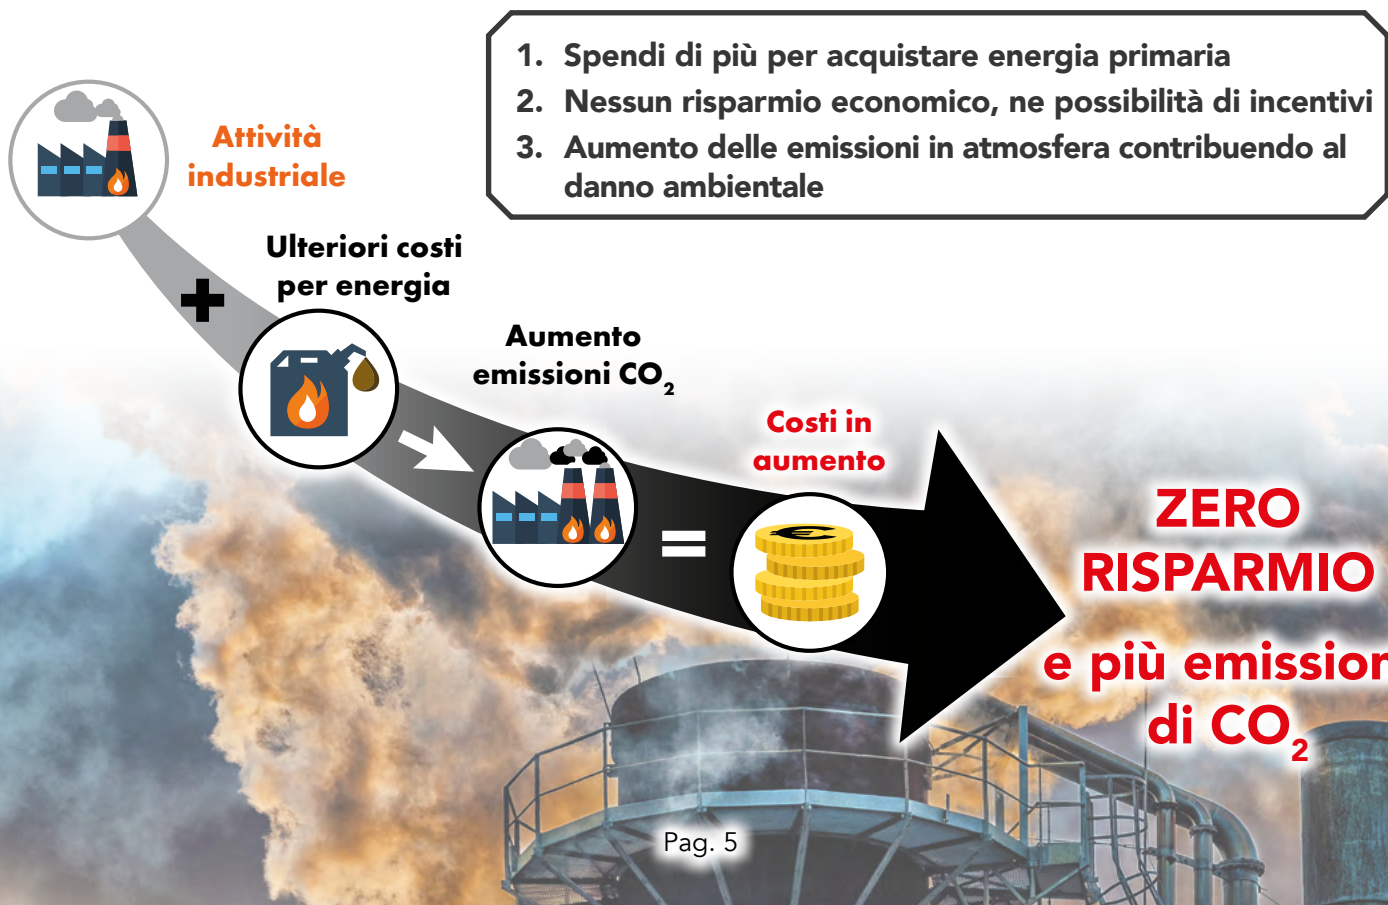 1. Spendi di più per acquistare energia primaria
2. Nessun risparmio economico, ne possibilità di incentivi
3. Aumento delle emissioni in atmosfera contribuendo al
danno ambientale
Attività
industriale
+
Ulteriori costi
per energia
Aumento
emissioni CO₂
=
Costi in
aumento
€
ZERO
RISPARMIO
e più emission
di CO₂
Pag. 5